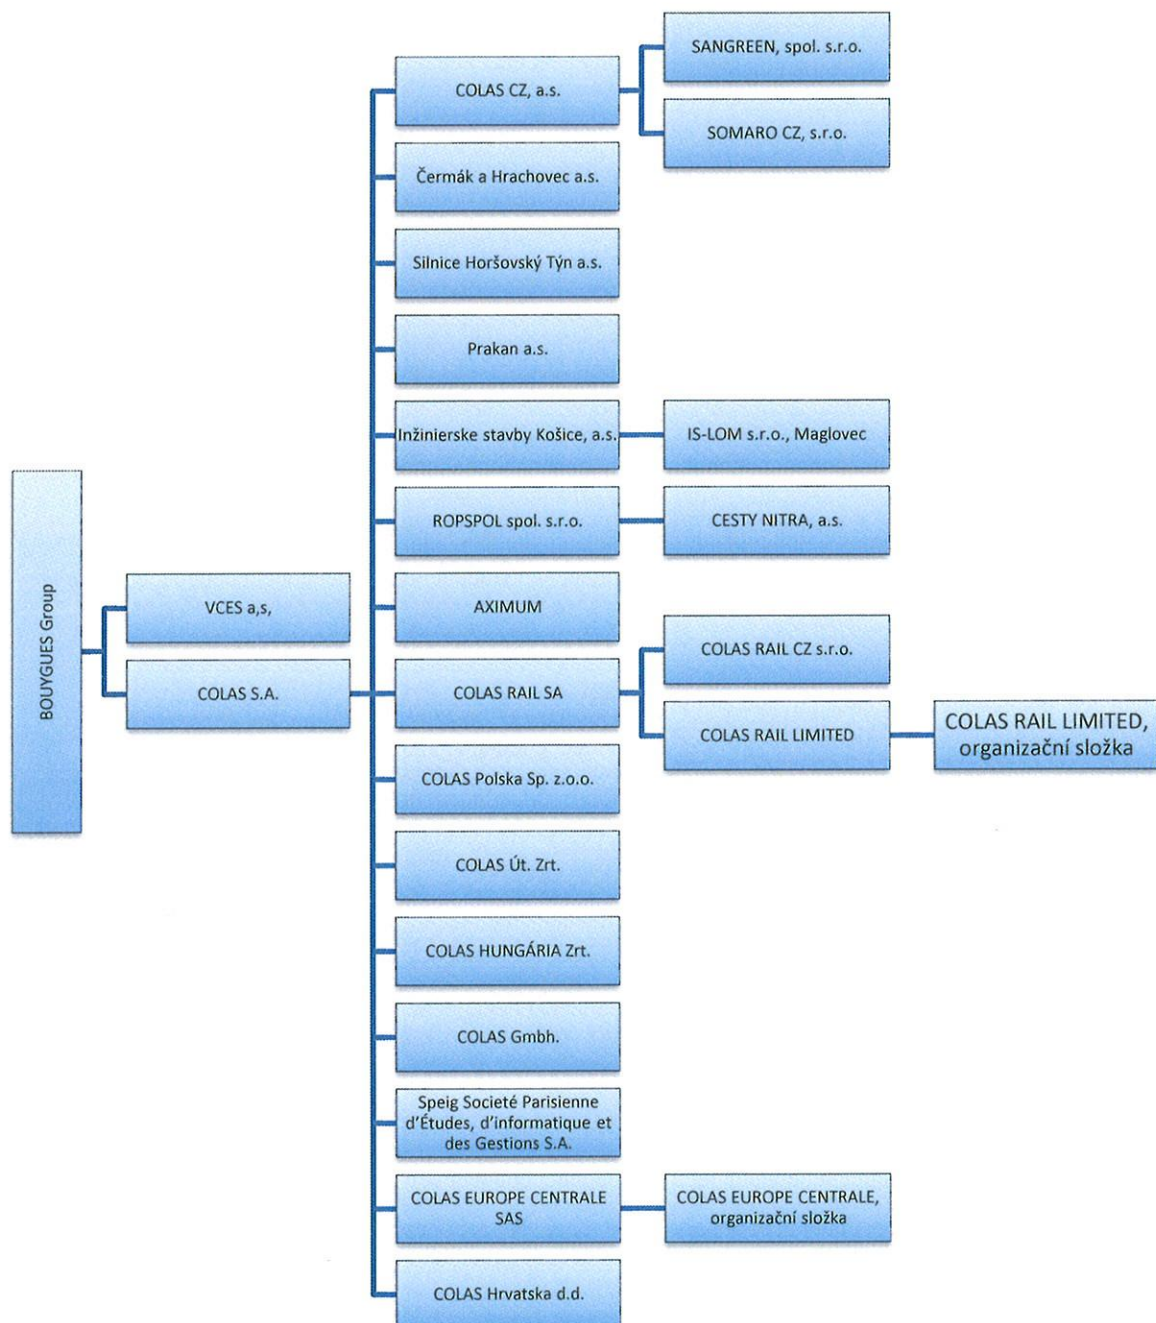 SANGREEN, spol. s.r.o.
COLAS CZ, a.s.
SOMARO CZ, s.r.o.
Čermák a Hrachovec a.s.
Silnice Horšovský Týn a.s.
Prakan a.s.
Inžinierske stavby Košice, a.s.
IS-LOM s.r.o., Maglovec
ROPSPOL spol. s.r.o.
CESTY NITRA, a.s.
BOUYGUES Group
VCES a,s,
AXIMUM
COLAS RAIL CZ s.r.o.
COLAS S.A.
COLAS RAIL SA
COLAS RAIL LIMITED
COLAS RAIL LIMITED,
organizační složka
COLAS Polska Sp. z.o.o.
COLAS Út. Zrt.
COLAS HUNGÁRIA Zrt.
COLAS Gmbh.
Speig Societé Parisienne
d'Études, d'informatique et
des Gestions S.A.
COLAS EUROPE CENTRALE
SAS
COLAS EUROPE CENTRALE,
organizační složka
COLAS Hrvatska d.d.